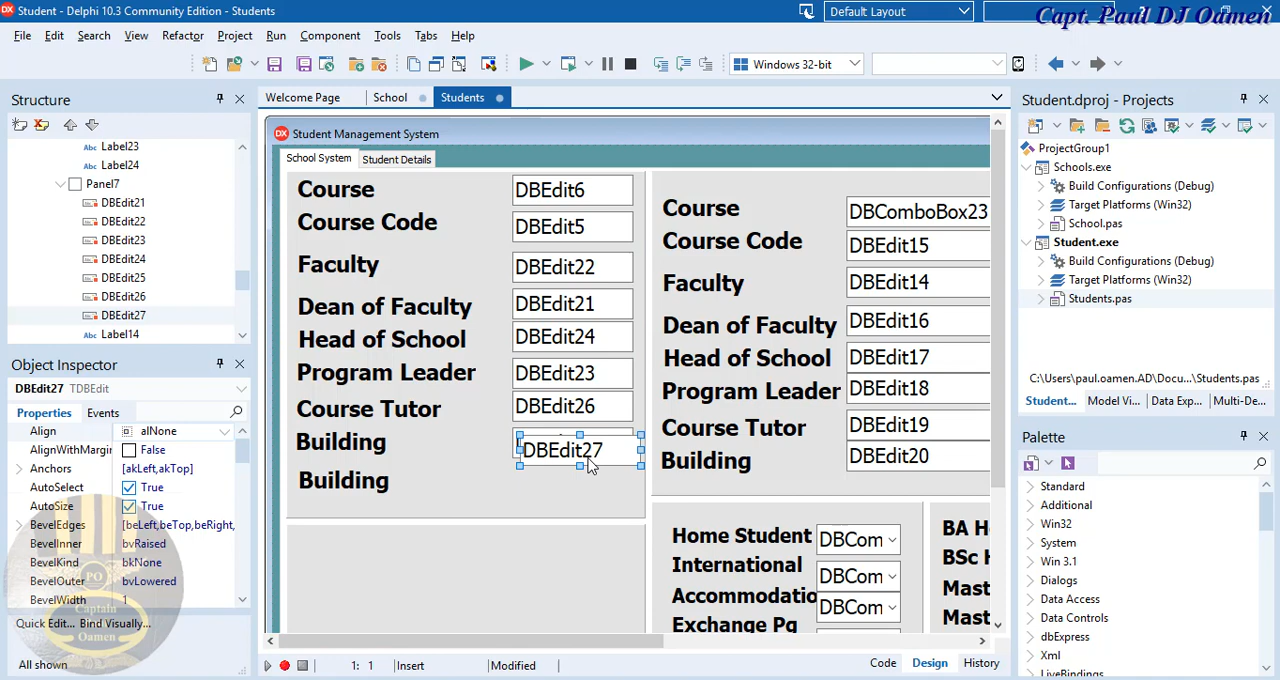 Student - Delphi 10.3 Community Edition - Students
Default Layout
Capt. Paul DJ Oamen
File Edit Search View Refactor Project Run Component Tools Tabs Help
Windows 32-bit
Structure
Label23
Label24
Panel7
DBEdit21
DBEdit22
DBEdit23
DBEdit24
DBEdit25
DBEdit26
DBEdit27
Label14
Object Inspector
DBEdit27 TDBEdit
Properties Events
Align alNone
AlignWithMargin False
Anchors [akLeft,akTop]
AutoSelect True
AutoSize True
BevelEdges [beLeft,beTop,beRight,
BevelInner bvRaised
BevelKind bkNone
BevelOuter bvLowered
BevelWidth 1
Quick Edit... Bind Visually...
All shown
PO
Captain
Oamen
Welcome Page School Students
Student Management System
School System Student Details
Course DBEdit6
Course Code DBEdit5
Faculty DBEdit22
Dean of Faculty DBEdit21
Head of School DBEdit24
Program Leader DBEdit23
Course Tutor DBEdit26
Building DBEdit27
Building
Course DBComboBox23
Course Code DBEdit15
Faculty DBEdit14
Dean of Faculty DBEdit16
Head of School DBEdit17
Program Leader DBEdit18
Course Tutor DBEdit19
Building DBEdit20
Home Student DBCom
International DBCom
Accommodatio DBCom
Exchange Pg
BA H
BSc H
Mast
Mast
1: 1 Insert Modified
Code Design History
Student.dproj - Projects
ProjectGroup1
Schools.exe
Build Configurations (Debug)
Target Platforms (Win32)
School.pas
Student.exe
Build Configurations (Debug)
Target Platforms (Win32)
Students.pas
C:\Users\paul.oamen.AD\Docu...\Students.pas
Student... Model Vi... Data Exp... Multi-De...
Palette
Standard
Additional
Win32
System
Win 3.1
Dialogs
Data Access
Data Controls
dbExpress
Xml
LiveBindings